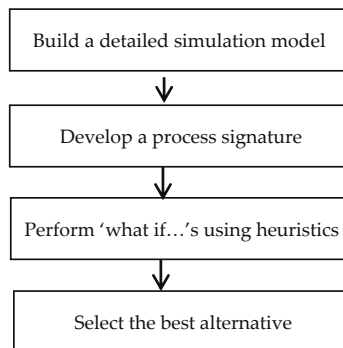 Build a detailed simulation model
Develop a process signature
Perform ‘what if…’s using heuristics
Select the best alternative